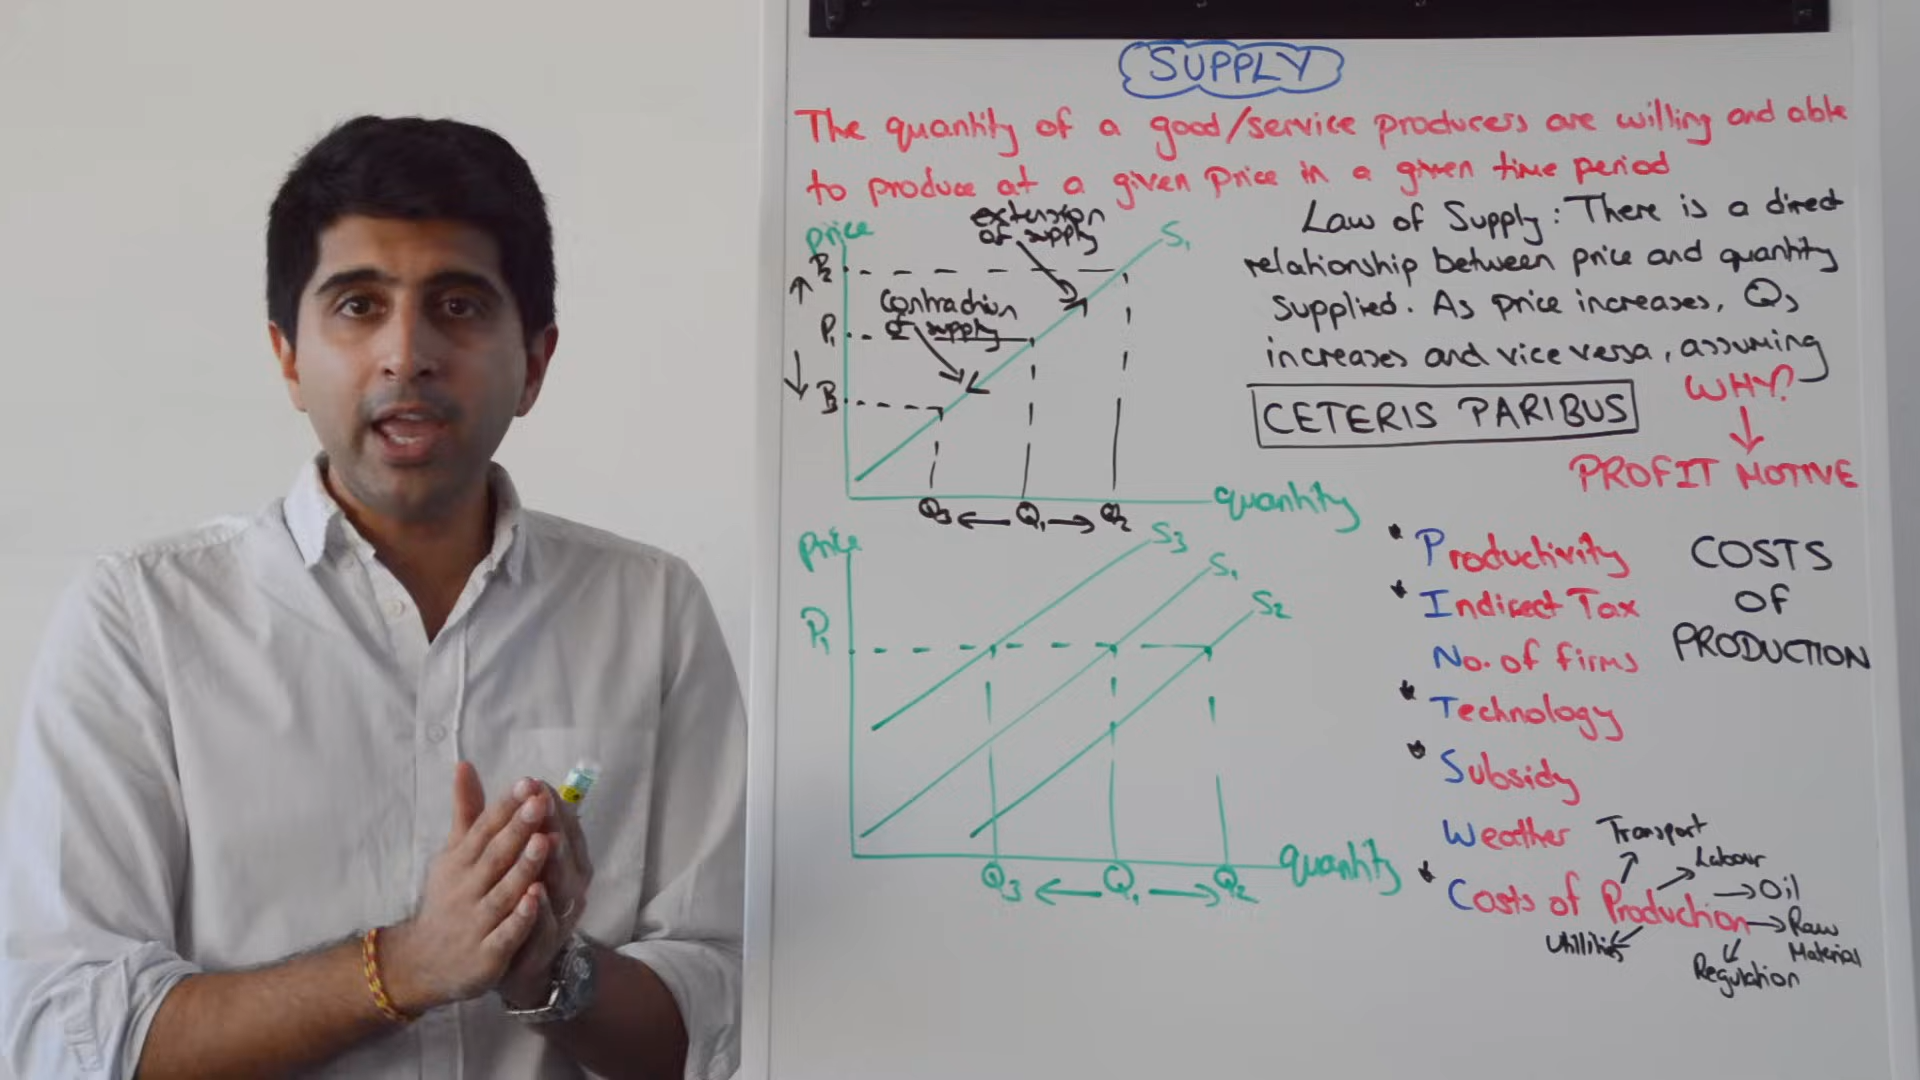 SUPPLY
The quantity of a good/service producers are willing and able
to produce at a given price in a given time period
price
extension
of supply
S1
P2
Contraction
of supply
P1
P3
Q3 Q1 Q2
quantity
Law of Supply: There is a direct
relationship between price and quantity
supplied. As price increases, Qs
increases and vice versa, assuming
CETERIS PARIBUS
WHY?
PROFIT MOTIVE
Price
S3
S1
S2
P1
Q3 Q1 Q2
quantity
* Productivity
* Indirect Tax
No. of firms
* Technology
* Subsidy
Weather
* Costs of Production
COSTS
OF
PRODUCTION
Transport
Labour
Oil
Raw
Material
Regulation
Utillities